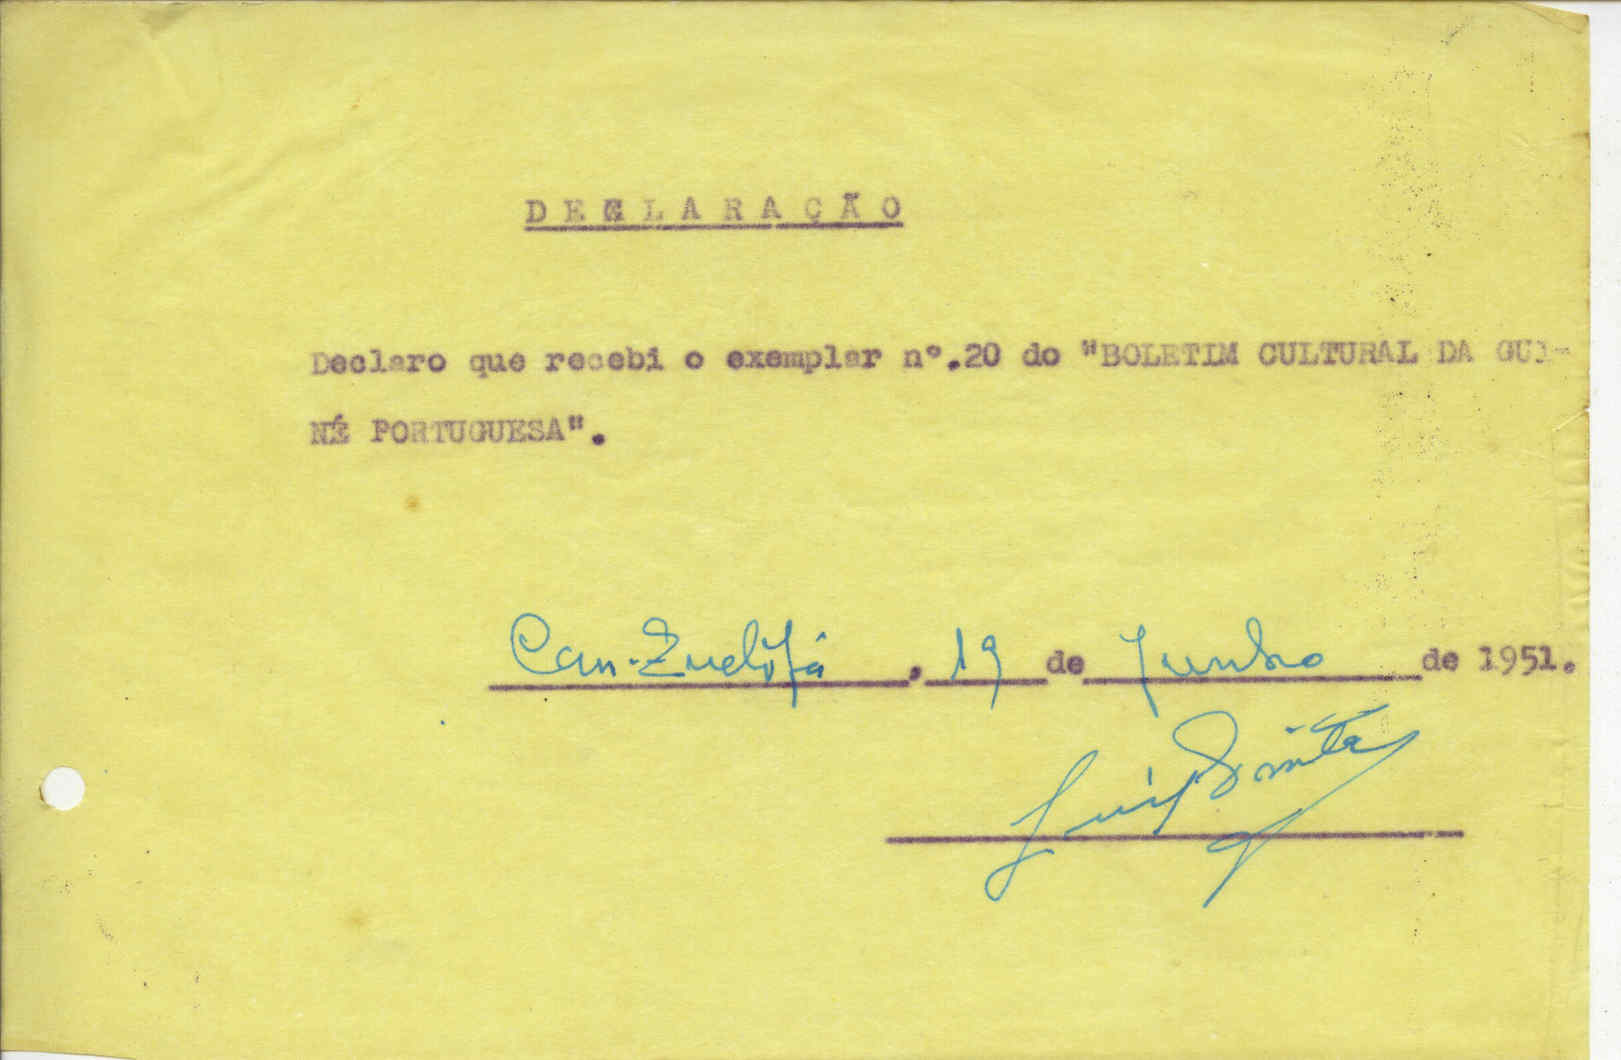 DECLARAÇÃO
Declaro que recebi o exemplar nº.20 do "BOLETIM CULTURAL DA GUI-
NÉ PORTUGUESA".
, 19 de Junho de 1951.
Luís